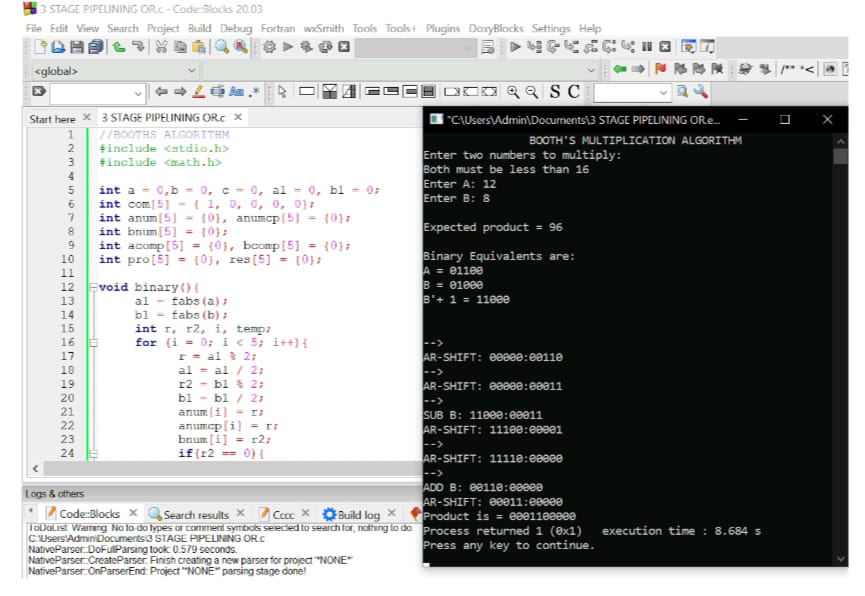 3 STAGE PIPELINING OR.c - Code::Blocks 20.03
File Edit View Search Project Build Debug Fortran wxSmith Tools Tools+ Plugins DoxyBlocks Settings Help
<global>
/** *<
S C
Start here × 3 STAGE PIPELINING OR.c ×
1 //BOOTHS ALGORITHM
2 #include <stdio.h>
3 #include <math.h>
4
5 int a = 0,b = 0, c = 0, a1 = 0, b1 = 0;
6 int com[5] = { 1, 0, 0, 0, 0};
7 int anum[5] = {0}, anumcp[5] = {0};
8 int bnum[5] = {0};
9 int acomp[5] = {0}, bcomp[5] = {0};
10 int pro[5] = {0}, res[5] = {0};
11
12 void binary(){
13 a1 = fabs(a);
14 b1 = fabs(b);
15 int r, r2, i, temp;
16 for (i = 0; i < 5; i++){
17 r = a1 % 2;
18 a1 = a1 / 2;
19 r2 = b1 % 2;
20 b1 = b1 / 2;
21 anum[i] = r;
22 anumcp[i] = r;
23 bnum[i] = r2;
24 if(r2 == 0){
"C:\Users\Admin\Documents\3 STAGE PIPELINING OR.e...
BOOTH'S MULTIPLICATION ALGORITHM
Enter two numbers to multiply:
Both must be less than 16
Enter A: 12
Enter B: 8
Expected product = 96
Binary Equivalents are:
A = 01100
B = 01000
B'+ 1 = 11000
-->
AR-SHIFT: 00000:00110
-->
AR-SHIFT: 00000:00011
-->
SUB B: 11000:00011
AR-SHIFT: 11100:00001
-->
AR-SHIFT: 11110:00000
-->
ADD B: 00110:00000
AR-SHIFT: 00011:00000
Product is = 0001100000
Process returned 1 (0x1) execution time : 8.684 s
Press any key to continue.
Logs & others
Code::Blocks × Search results × Cccc × Build log ×
ToDoList: Warning: No to-do types or comment symbols selected to search for, nothing to do.
C:\Users\Admin\Documents\3 STAGE PIPELINING OR.c
NativeParser::DoFullParsing took: 0.579 seconds.
NativeParser::CreateParser: Finish creating a new parser for project '*NONE*'
NativeParser::OnParserEnd: Project '*NONE*' parsing stage done!